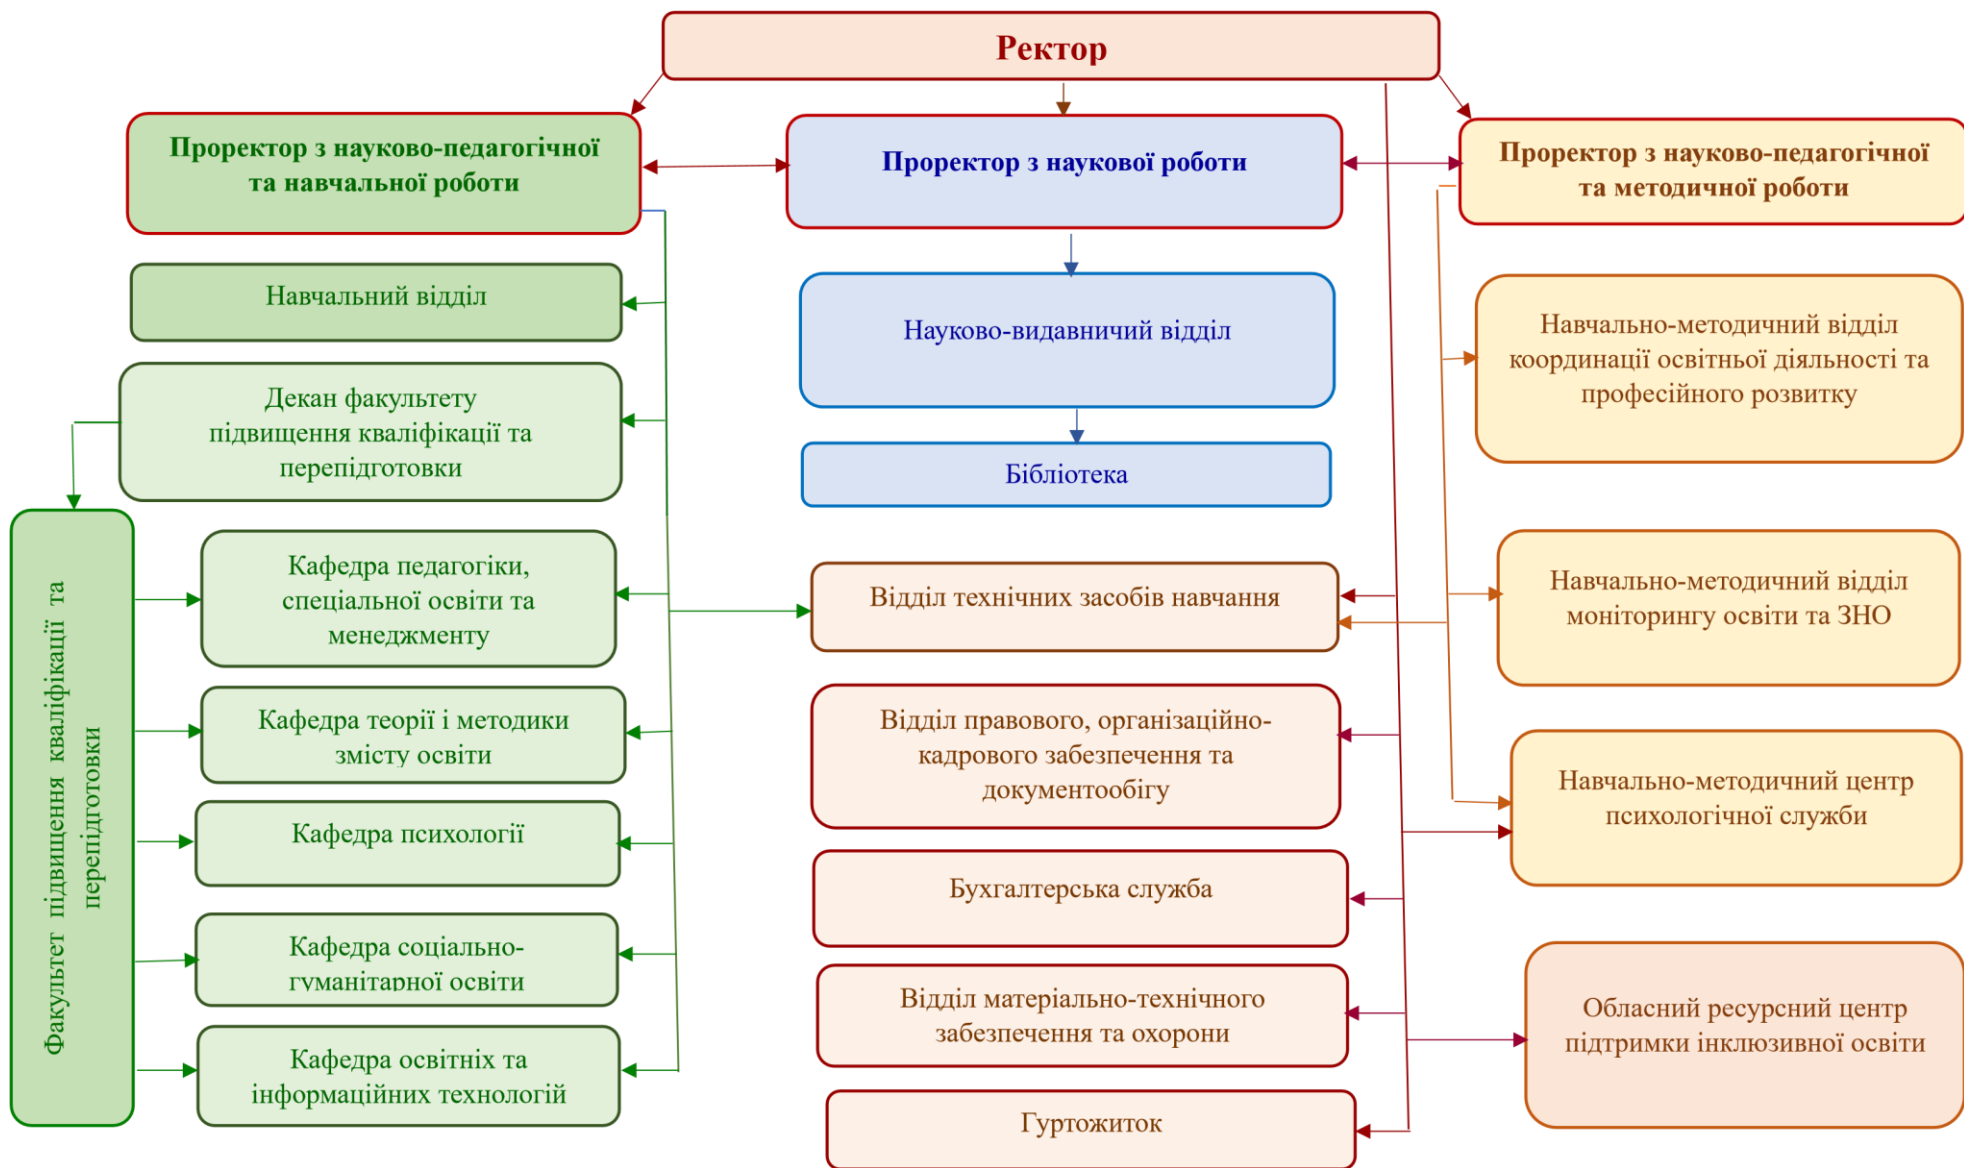 Ректор
Проректор з науково-педагогічної
та навчальної роботи
Проректор з наукової роботи
Проректор з науково-педагогічної
та методичної роботи
Навчальний відділ
Декан факультету
підвищення кваліфікації та
перепідготовки
Факультет підвищення кваліфікації та
перепідготовки
Кафедра педагогіки,
спеціальної освіти та
менеджменту
Кафедра теорії і методики
змісту освіти
Кафедра психології
Кафедра соціально-
гуманітарної освіти
Кафедра освітніх та
інформаційних технологій
Науково-видавничий відділ
Бібліотека
Відділ технічних засобів навчання
Відділ правового, організаційно-
кадрового забезпечення та
документообігу
Бухгалтерська служба
Відділ матеріально-технічного
забезпечення та охорони
Гуртожиток
Навчально-методичний відділ
координації освітньої діяльності та
професійного розвитку
Навчально-методичний відділ
моніторингу освіти та ЗНО
Навчально-методичний центр
психологічної служби
Обласний ресурсний центр
підтримки інклюзивної освіти